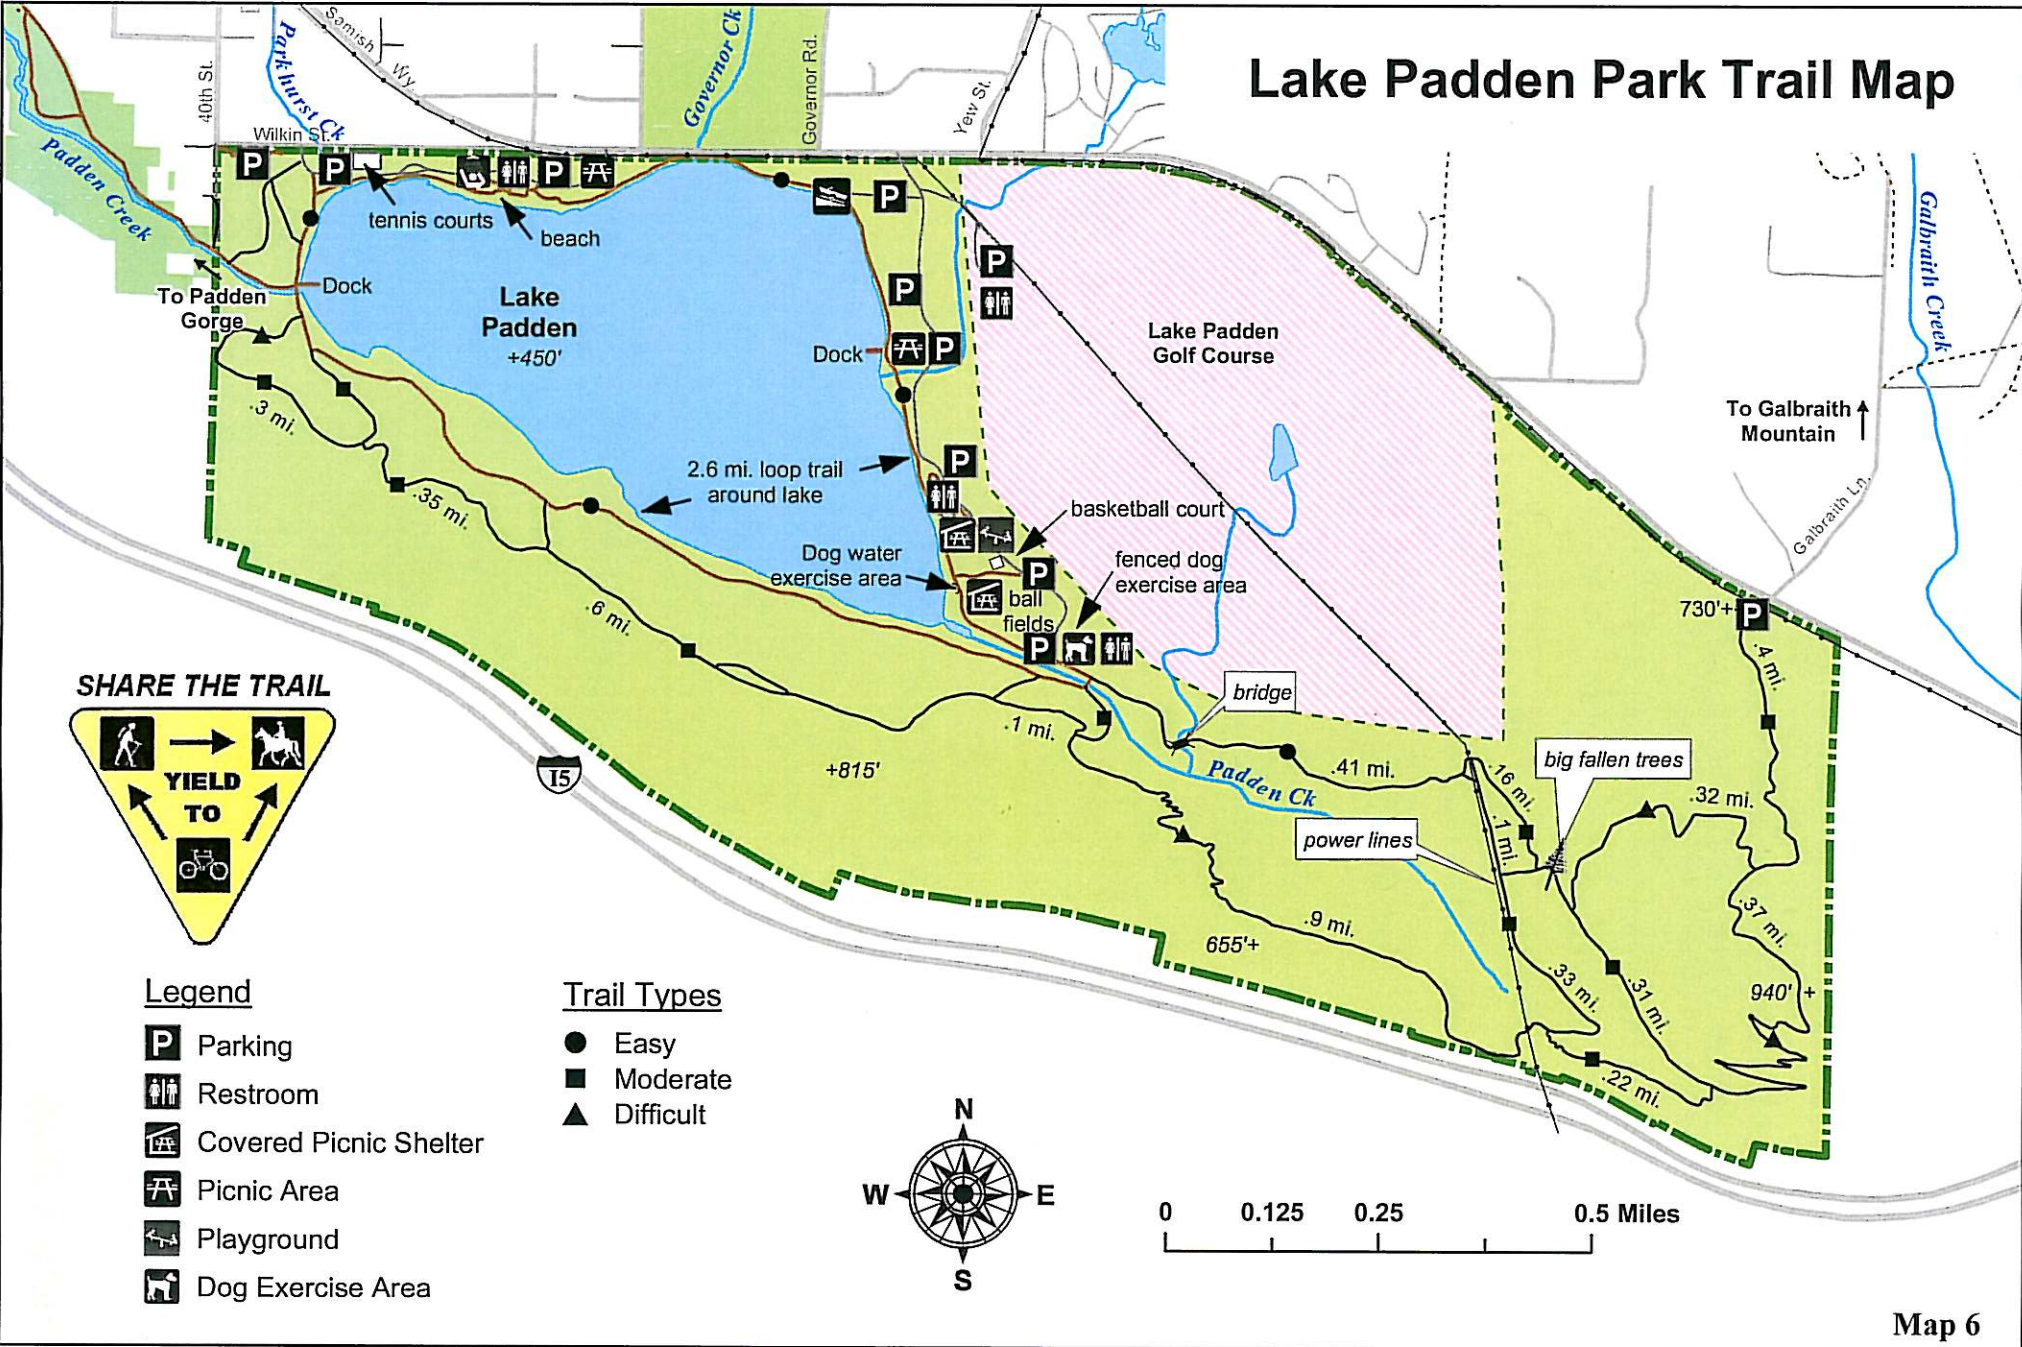 Lake Padden Park Trail Map
Samish
Wy.
40th St.
Parkhurst Ck
Wilkin St.
Governor Ck
Governor Rd.
Yew St.
Padden Creek
P
P
P
P
tennis courts
beach
Dock
To Padden
Gorge
Lake
Padden
+450'
P
Dock
P
P
Lake Padden
Golf Course
Galbraith Creek
To Galbraith
Mountain
Galbraith Ln.
.3 mi.
.35 mi.
2.6 mi. loop trail
around lake
P
basketball court
Dog water
exercise area
P
fenced dog
exercise area
ball
fields
P
.6 mi.
730'+
P
.4 mi.
bridge
.1 mi.
+815'
Padden Ck
.41 mi.
.16 mi.
.1 mi.
big fallen trees
.32 mi.
power lines
.37 mi.
.9 mi.
655'+
.33 mi.
.31 mi.
940' +
.22 mi.
I5
SHARE THE TRAIL
YIELD
TO
Legend
P Parking
Restroom
Covered Picnic Shelter
Picnic Area
Playground
Dog Exercise Area
Trail Types
Easy
Moderate
Difficult
N
W E
S
0 0.125 0.25 0.5 Miles
Map 6